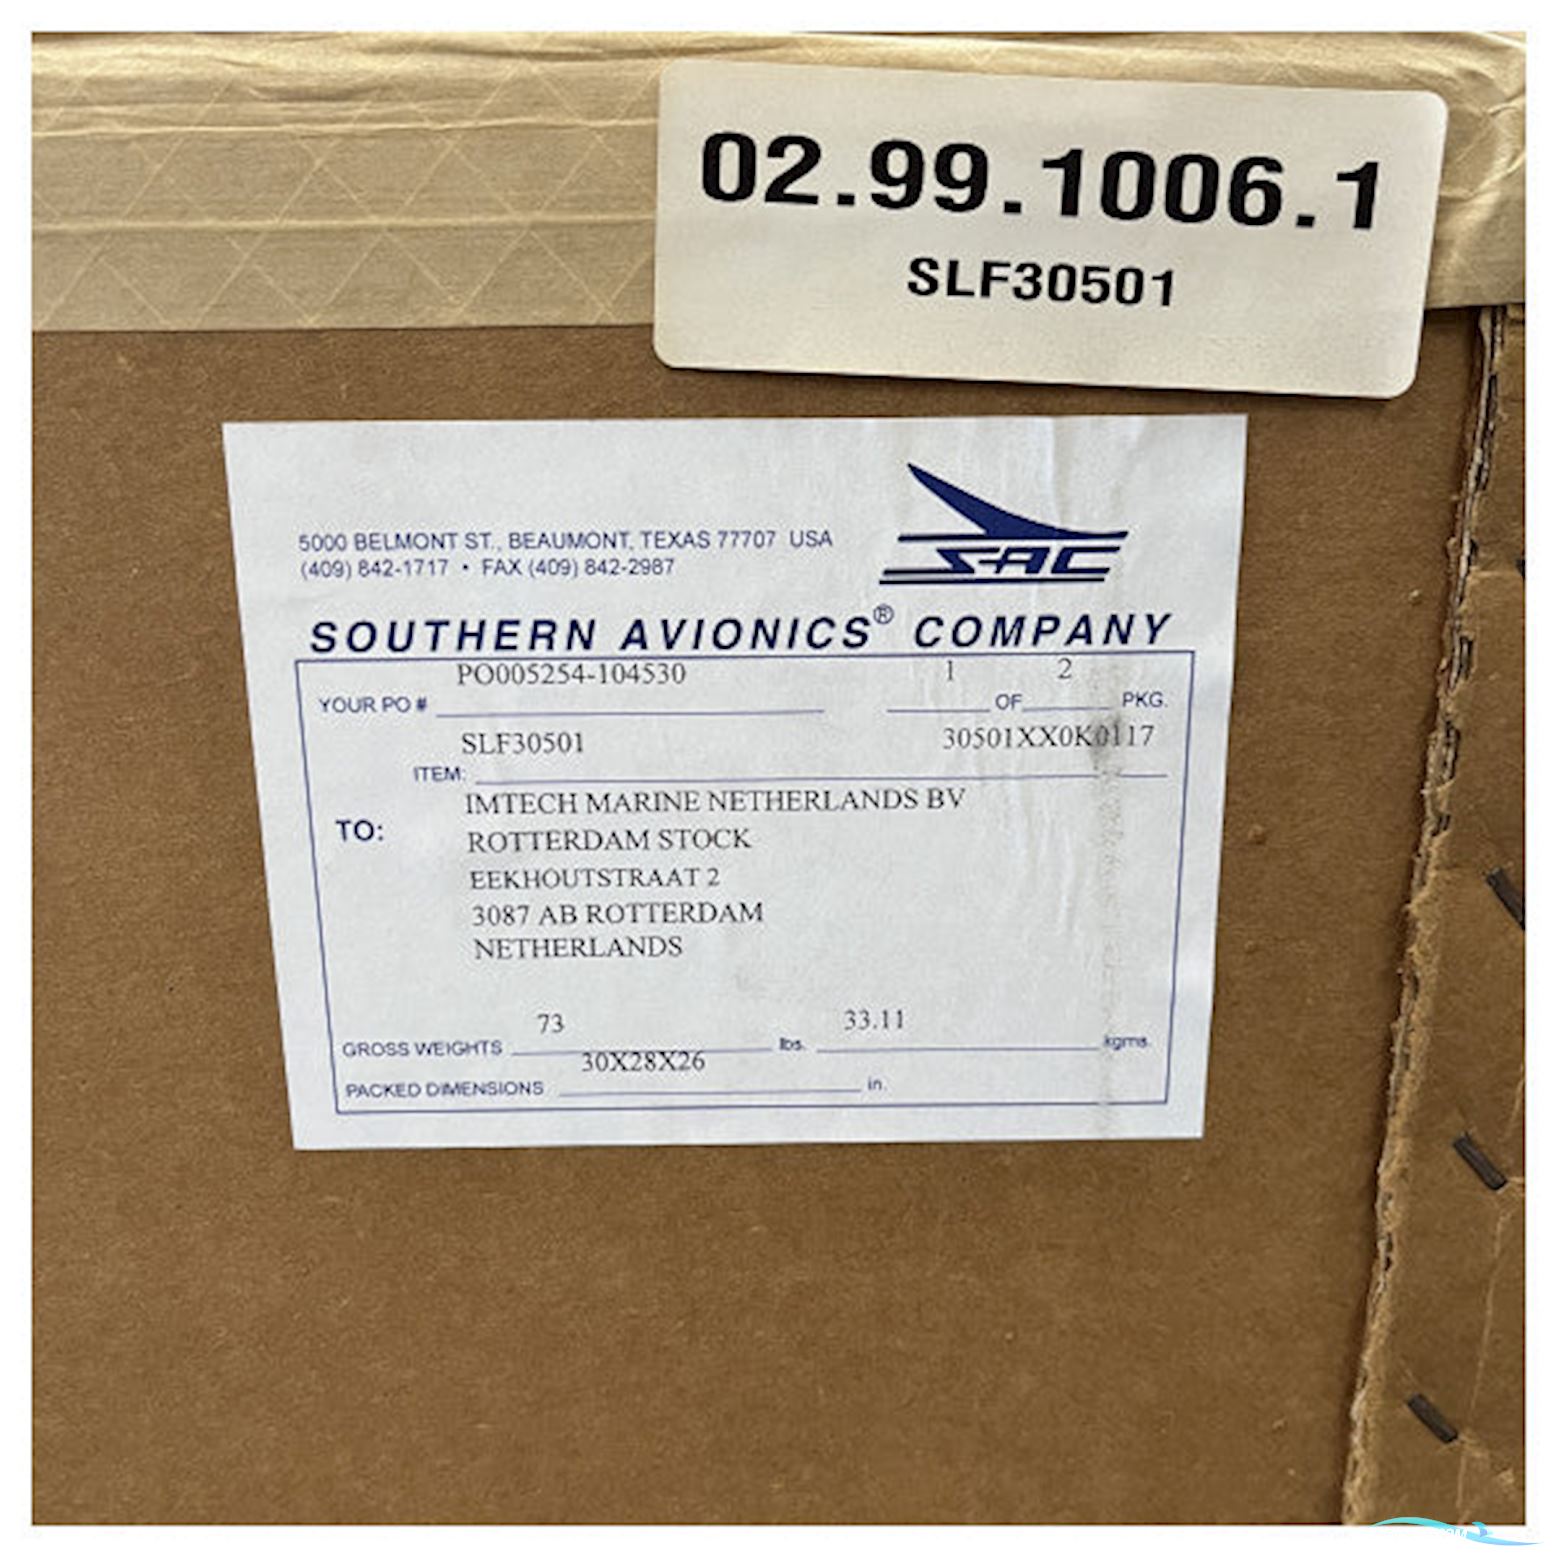 02.99.1006.1
SLF30501
SAC
5000 BELMONT ST., BEAUMONT, TEXAS 77707 USA
(409) 842-1717 • FAX (409) 842-2987
SOUTHERN AVIONICS® COMPANY
YOUR PO # PO005254-104530 1 OF 2 PKG.
ITEM: SLF30501 30501XX0K0117
TO: IMTECH MARINE NETHERLANDS BV
ROTTERDAM STOCK
EEKHOUTSTRAAT 2
3087 AB ROTTERDAM
NETHERLANDS
GROSS WEIGHTS 73 lbs. 33.11 kgms.
PACKED DIMENSIONS 30X28X26 in.